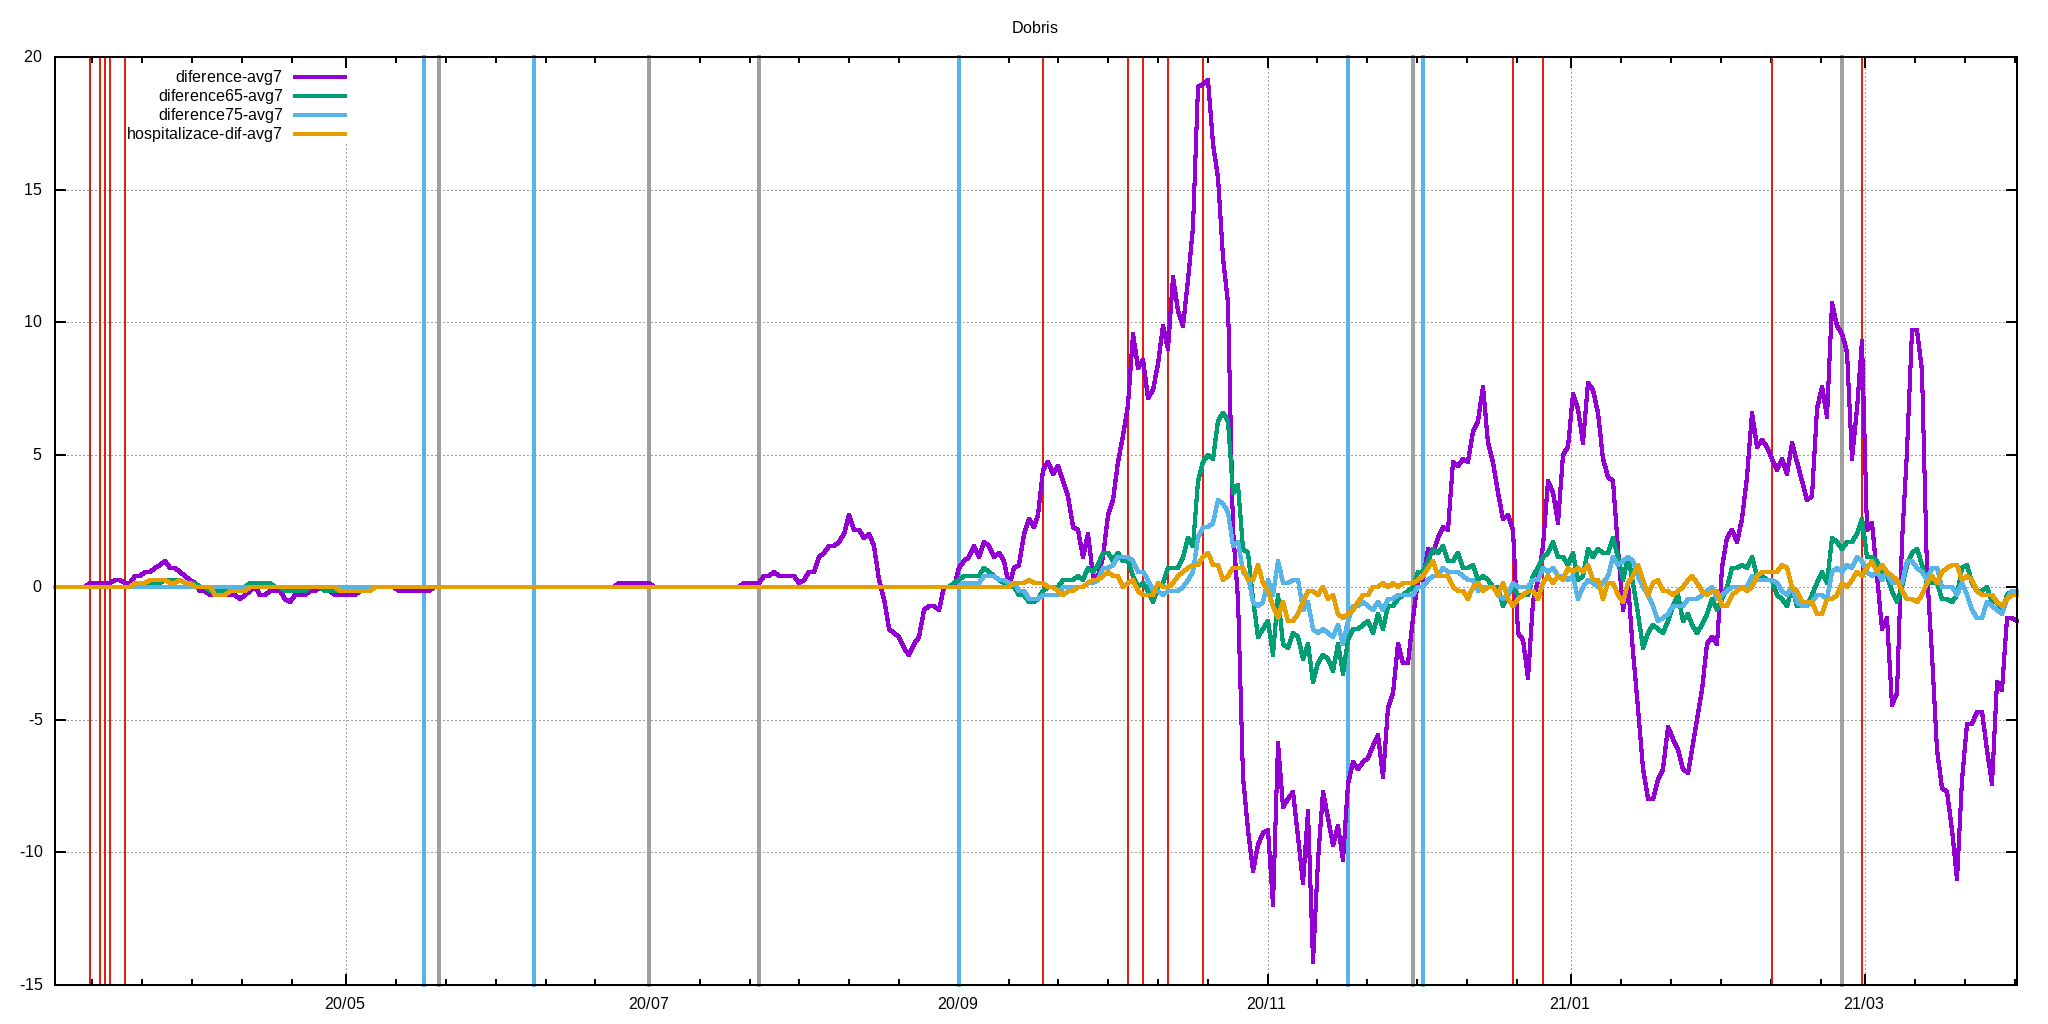 Dobris
diference-avg7
diference65-avg7
diference75-avg7
hospitalizace-dif-avg7
20
15
10
5
0
-5
-10
-15
20/05 20/07 20/09 20/11 21/01 21/03